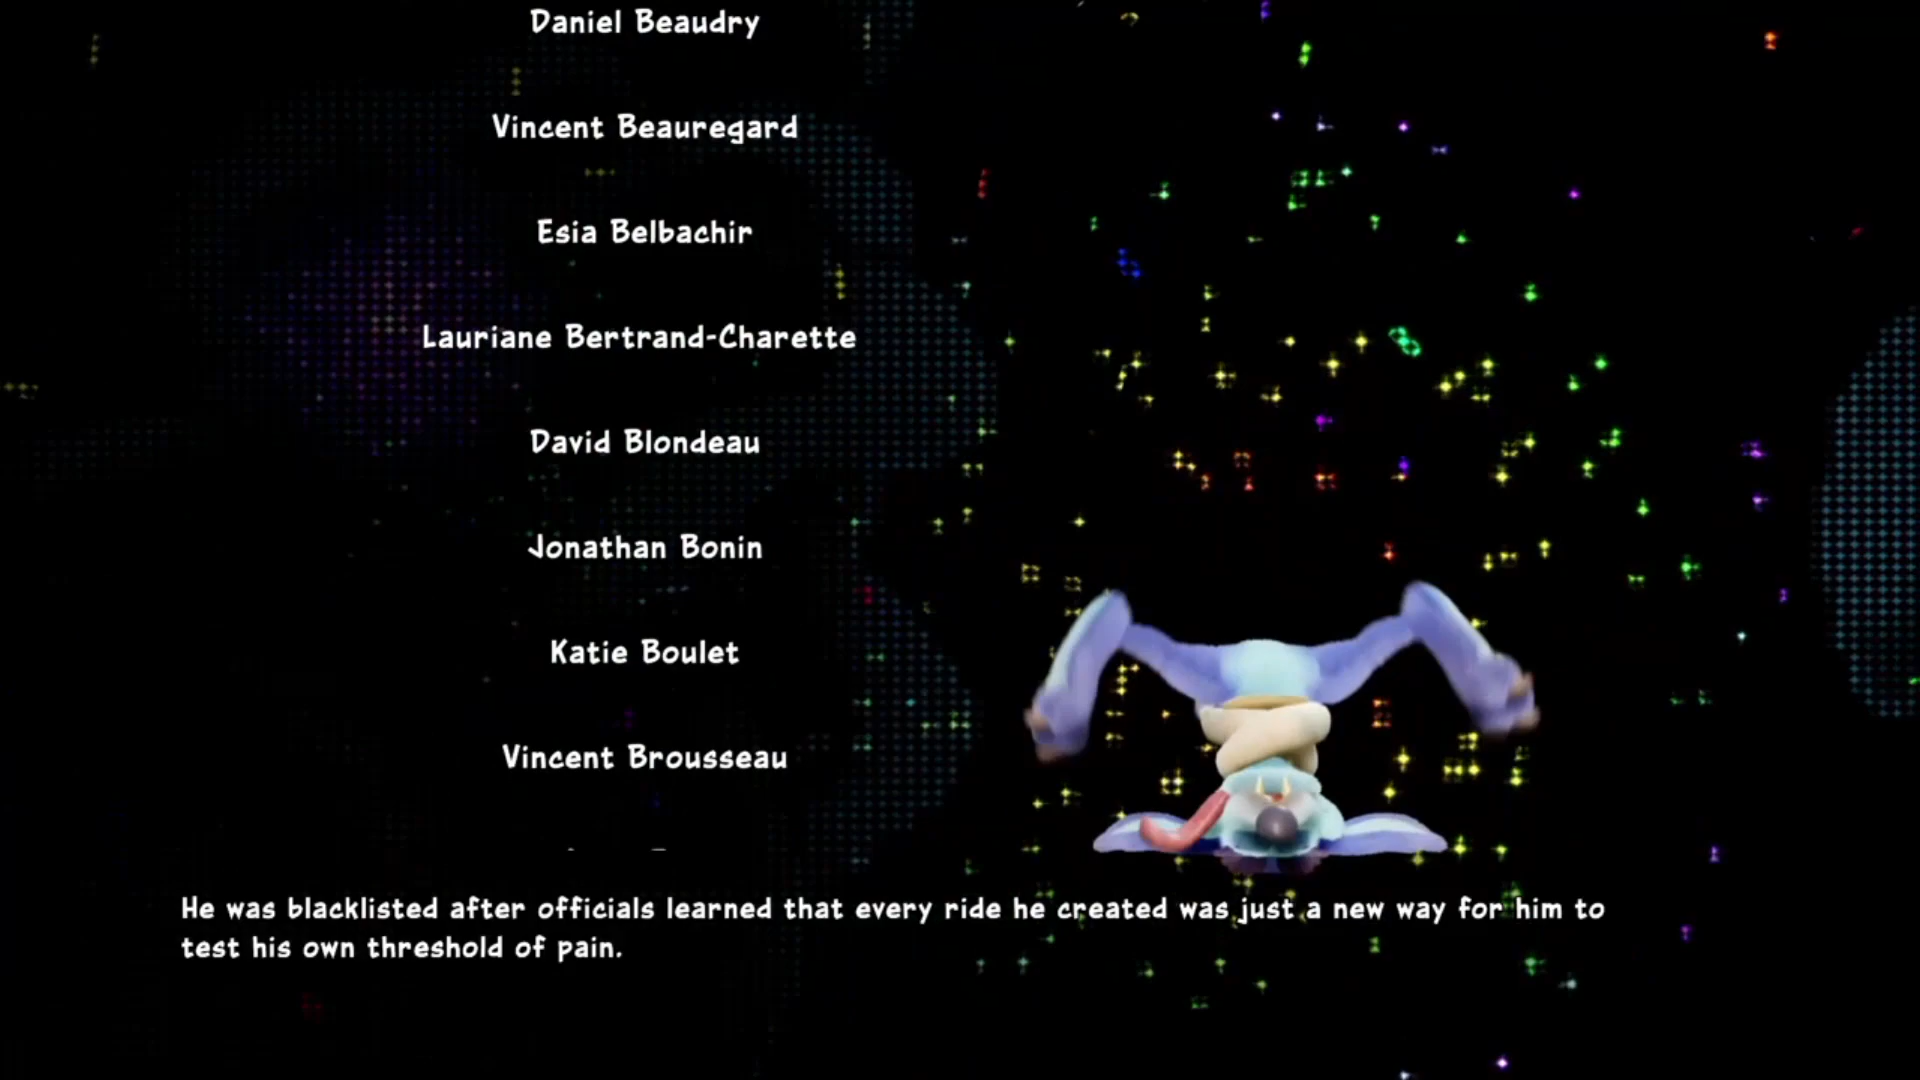 Daniel Beaudry
Vincent Beauregard
Esia Belbachir
Lauriane Bertrand-Charette
David Blondeau
Jonathan Bonin
Katie Boulet
Vincent Brousseau
He was blacklisted after officials learned that every ride he created was just a new way for him to
test his own threshold of pain.